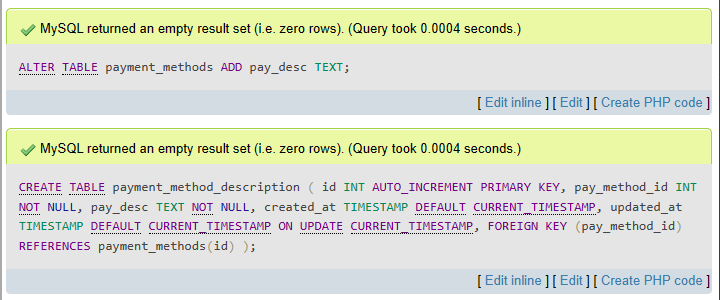 MySQL returned an empty result set (i.e. zero rows). (Query took 0.0004 seconds.)
ALTER TABLE payment_methods ADD pay_desc TEXT;
[ Edit inline ] [ Edit ] [ Create PHP code ]
MySQL returned an empty result set (i.e. zero rows). (Query took 0.0004 seconds.)
CREATE TABLE payment_method_description ( id INT AUTO_INCREMENT PRIMARY KEY, pay_method_id INT
NOT NULL, pay_desc TEXT NOT NULL, created_at TIMESTAMP DEFAULT CURRENT_TIMESTAMP, updated_at
TIMESTAMP DEFAULT CURRENT_TIMESTAMP ON UPDATE CURRENT_TIMESTAMP, FOREIGN KEY (pay_method_id)
REFERENCES payment_methods(id) );
[ Edit inline ] [ Edit ] [ Create PHP code ]